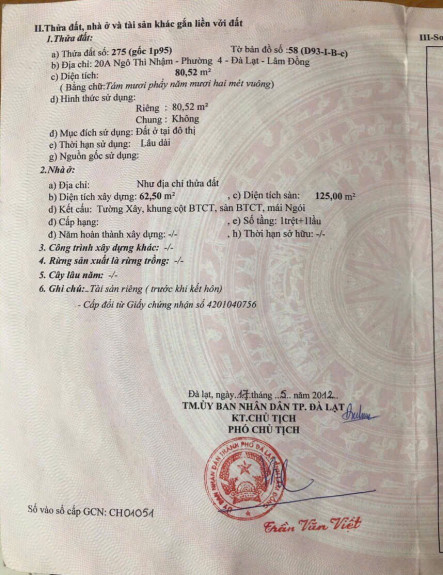 II.Thửa đất, nhà ở và tài sản khác gắn liền với đất
III-Sơ
1.Thửa đất:
a) Thửa đất số: 275 (gốc 1p95) Tờ bản đồ số :58 (D93-I-B-c)
b) Địa chỉ: 20A Ngô Thì Nhậm - Phường 4 - Đà Lạt - Lâm Đồng
c) Diện tích: 80,52 m²
( Bằng chữ:Tám mươi phẩy năm mươi hai mét vuông)
d) Hình thức sử dụng:
Riêng : 80,52 m²
Chung : Không
đ) Mục đích sử dụng: Đất ở tại đô thị
e) Thời hạn sử dụng: Lâu dài
g) Nguồn gốc sử dụng:
2.Nhà ở:
a) Địa chỉ: Như địa chỉ thửa đất
b) Diện tích xây dựng: 62,50 m² , c) Diện tích sàn: 125,00 m²
d) Kết cấu: Tường Xây, khung cột BTCT, sàn BTCT, mái Ngói
đ) Cấp hạng: , e) Số tầng: 1trệt+1lầu
đ) Năm hoàn thành xây dựng: -/- , h) Thời hạn sở hữu: -/-
3. Công trình xây dựng khác: -/-
4. Rừng sản xuất là rừng trồng: -/-
5. Cây lâu năm: -/-
6. Ghi chú:..Tài sản riêng ( trước khi kết hôn)
- Cấp đổi từ Giấy chứng nhận số 4201040756
Đà lạt, ngày.17.tháng ..5.. năm 2012..
TM.ỦY BAN NHÂN DÂN TP. ĐÀ LẠT
KT.CHỦ TỊCH
PHÓ CHỦ TỊCH
Số vào sổ cấp GCN: CH01051
Trần Văn Việt